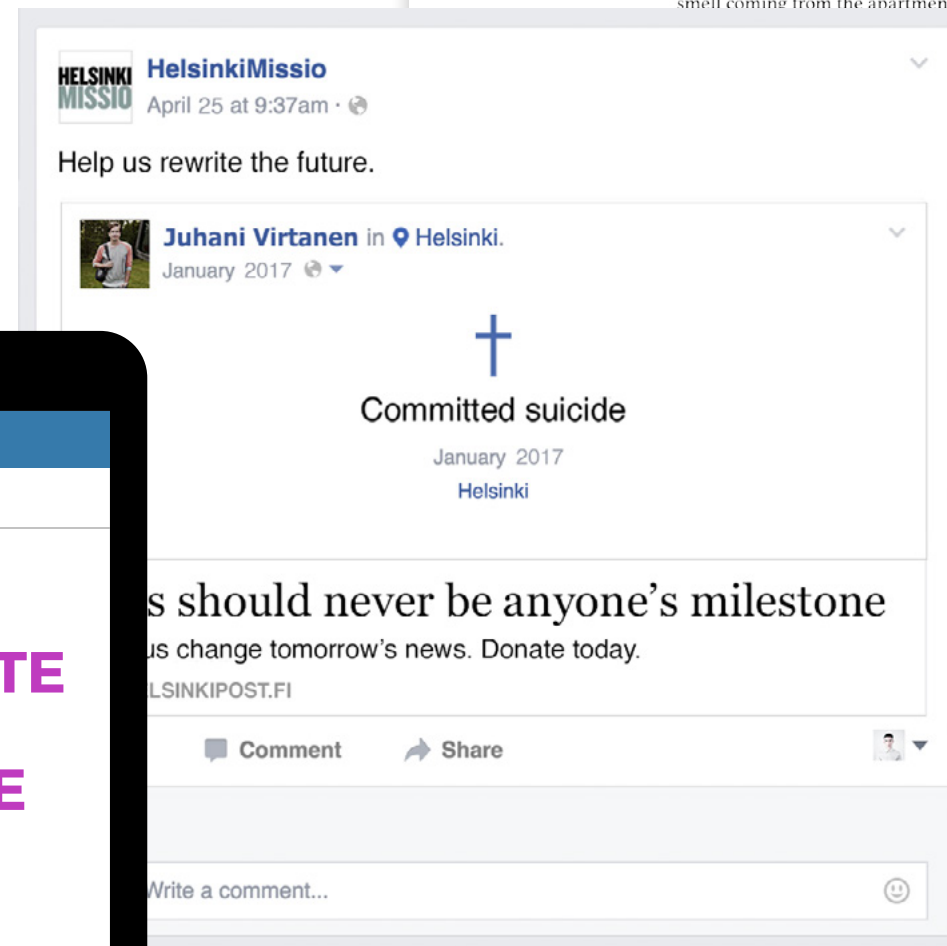 smell coming from the apartmen
HELSINKI
MISSIO
HelsinkiMissio
April 25 at 9:37am ·
Help us rewrite the future.
Juhani Virtanen in Helsinki.
January 2017
Committed suicide
January 2017
Helsinki
s should never be anyone's milestone
us change tomorrow's news. Donate today.
LSINKIPOST.FI
TE
E
Comment Share
Write a comment...